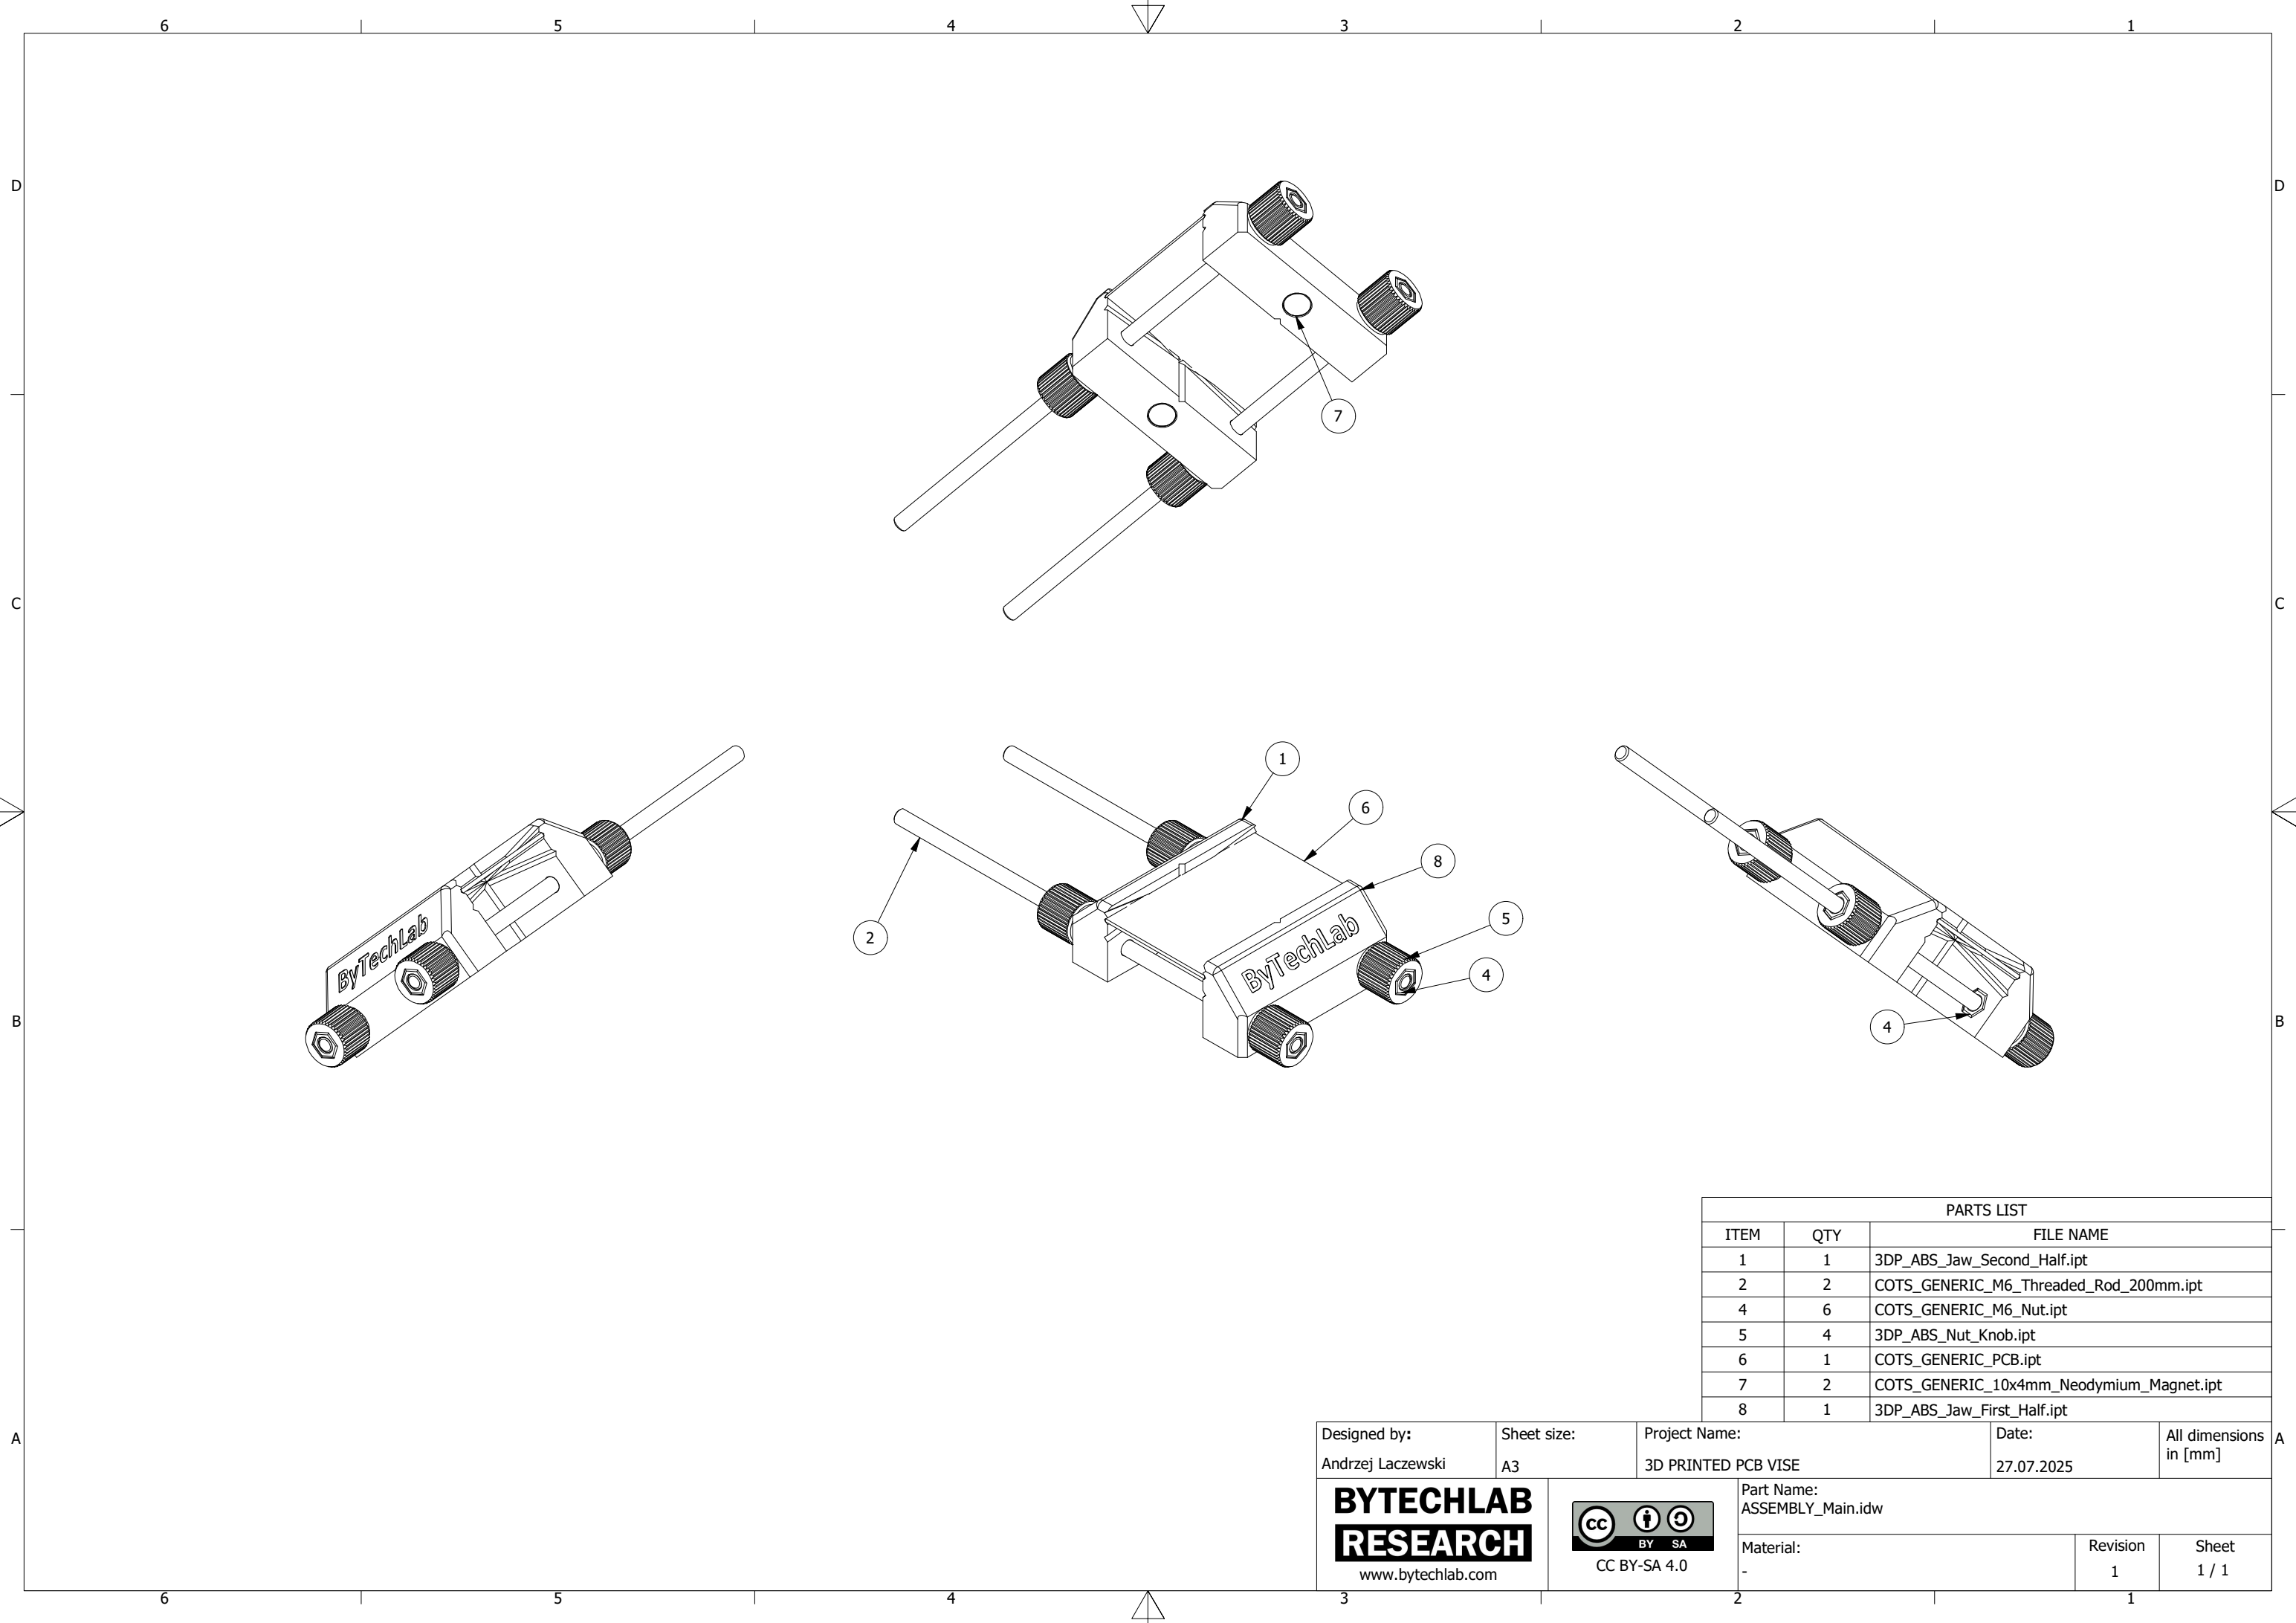 6 5 4 3 2 1
D D
7
C C
1
6
8
2
5
4
4
ByTechLab
ByTechLab
B B
PARTS LIST
ITEM QTY FILE NAME
1 1 3DP_ABS_Jaw_Second_Half.ipt
2 2 COTS_GENERIC_M6_Threaded_Rod_200mm.ipt
4 6 COTS_GENERIC_M6_Nut.ipt
5 4 3DP_ABS_Nut_Knob.ipt
6 1 COTS_GENERIC_PCB.ipt
7 2 COTS_GENERIC_10x4mm_Neodymium_Magnet.ipt
8 1 3DP_ABS_Jaw_First_Half.ipt
A A
Designed by: Sheet size: Project Name: Date: All dimensions
in [mm]
Andrzej Laczewski A3 3D PRINTED PCB VISE 27.07.2025
BYTECHLAB
RESEARCH
www.bytechlab.com
cc BY SA
CC BY-SA 4.0
Part Name:
ASSEMBLY_Main.idw
Material:
-
Revision
1
Sheet
1 / 1
6 5 4 3 2 1